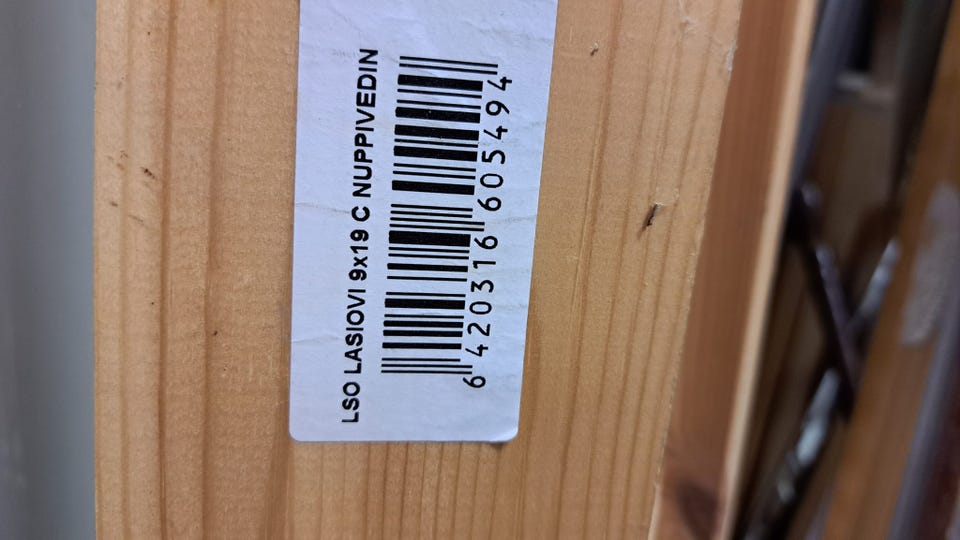 LSO LASIOVI 9x19 C NUPPIVEDIN
6 420316 605494